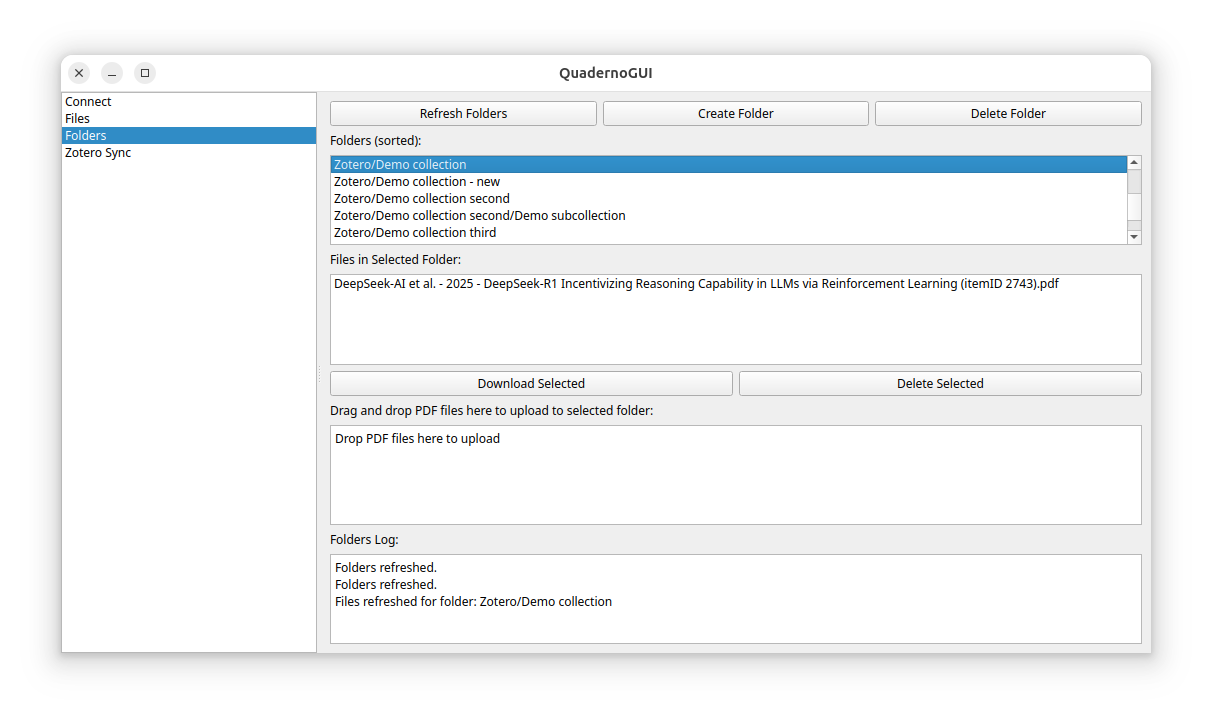 QuadernoGUI
Connect
Files
Folders
Zotero Sync
Refresh Folders
Create Folder
Delete Folder
Folders (sorted):
Zotero/Demo collection
Zotero/Demo collection - new
Zotero/Demo collection second
Zotero/Demo collection second/Demo subcollection
Zotero/Demo collection third
Files in Selected Folder:
DeepSeek-AI et al. - 2025 - DeepSeek-R1 Incentivizing Reasoning Capability in LLMs via Reinforcement Learning (itemID 2743).pdf
Download Selected
Delete Selected
Drag and drop PDF files here to upload to selected folder:
Drop PDF files here to upload
Folders Log:
Folders refreshed.
Folders refreshed.
Files refreshed for folder: Zotero/Demo collection